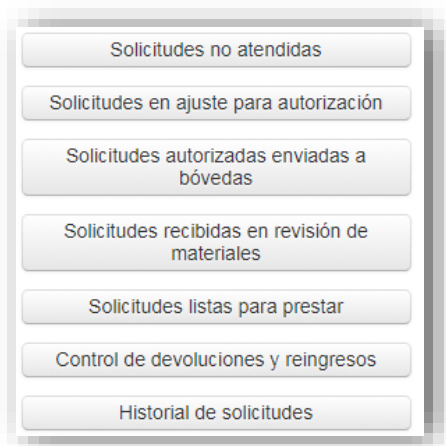 Solicitudes no atendidas
Solicitudes en ajuste para autorización
Solicitudes autorizadas enviadas a
bóvedas
Solicitudes recibidas en revisión de
materiales
Solicitudes listas para prestar
Control de devoluciones y reingresos
Historial de solicitudes